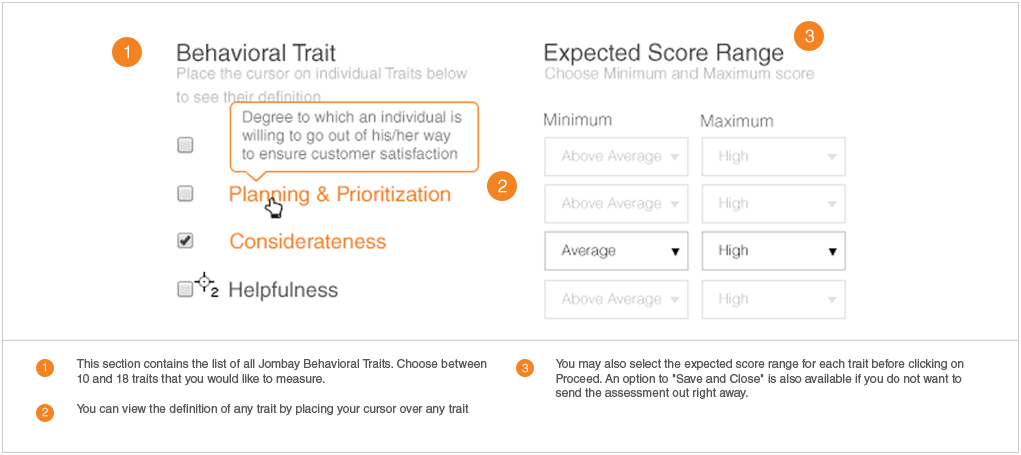 1
Behavioral Trait
Place the cursor on individual Traits below
to see their definition
Degree to which an individual is
willing to go out of his/her way
to ensure customer satisfaction
Planning & Prioritization
2
Considerateness
2
Helpfulness
3
Expected Score Range
Choose Minimum and Maximum score
Minimum
Maximum
Above Average
High
Above Average
High
Average
High
Above Average
High
1
This section contains the list of all Jombay Behavioral Traits. Choose between
10 and 18 traits that you would like to measure.
2
You can view the definition of any trait by placing your cursor over any trait
3
You may also select the expected score range for each trait before clicking on
Proceed. An option to "Save and Close" is also available if you do not want to
send the assessment out right away.